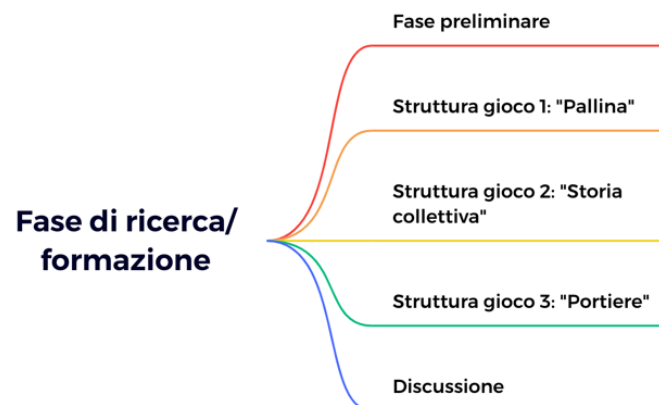 Fase preliminare
Struttura gioco 1: "Pallina"
Struttura gioco 2: "Storia
collettiva"
Fase di ricerca/
formazione
Struttura gioco 3: "Portiere"
Discussione